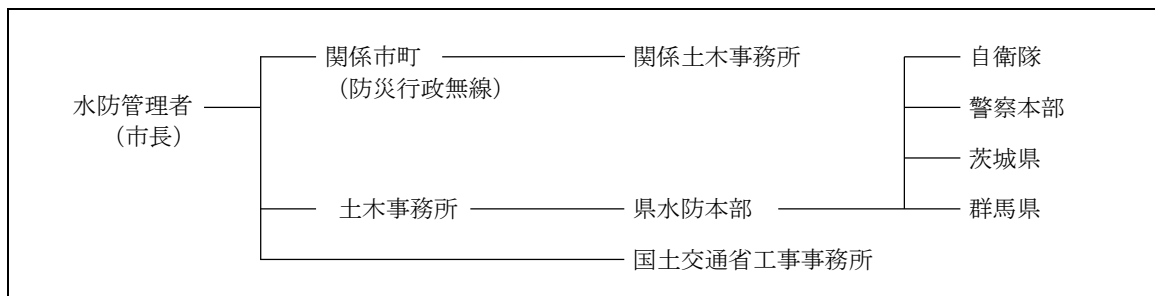 関係市町
(防災行政無線)
関係土木事務所
自衛隊
水防管理者
(市長)
警察本部
茨城県
土木事務所
県水防本部
群馬県
国土交通省工事事務所